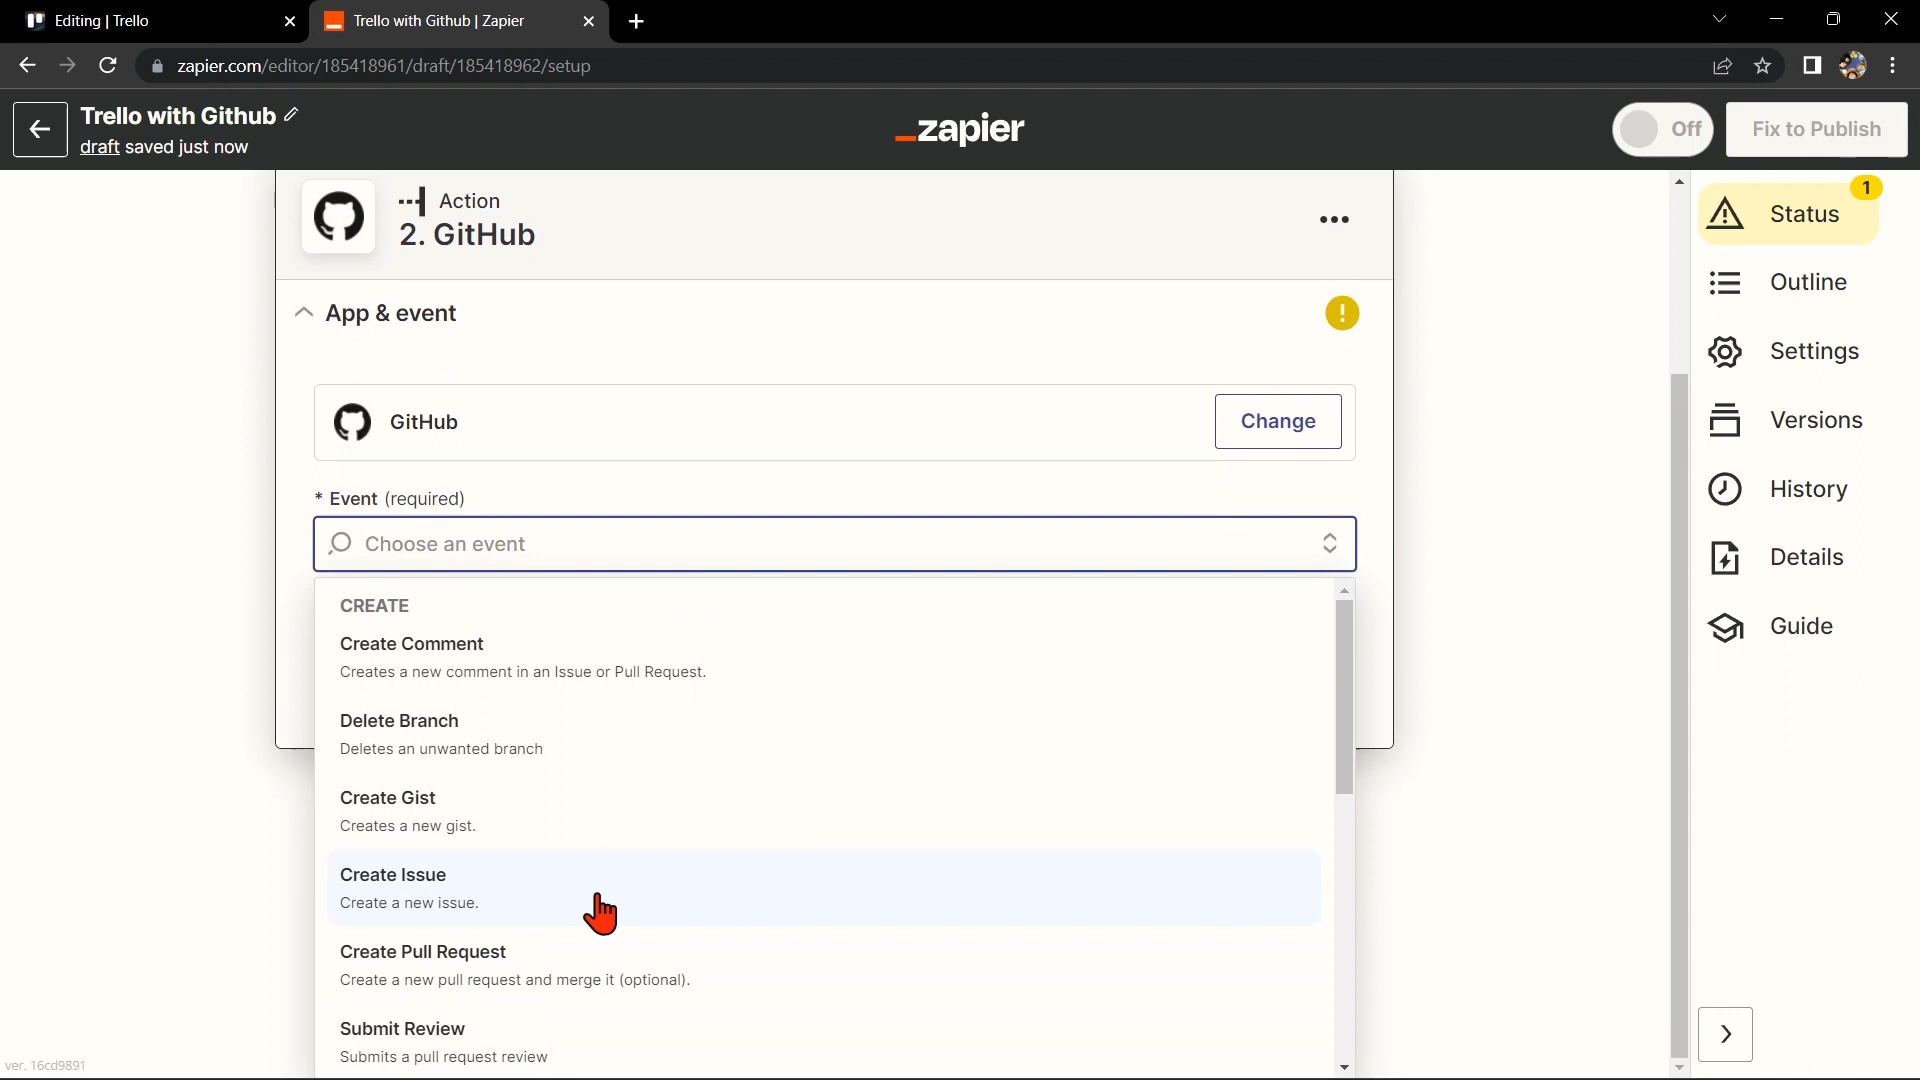 Editing | Trello
Trello with Github | Zapier
zapier.com/editor/185418961/draft/185418962/setup
Trello with Github
draft saved just now
_zapier
Off
Fix to Publish
Action
2. GitHub
App & event
!
GitHub
Change
* Event (required)
Choose an event
CREATE
Create Comment
Creates a new comment in an Issue or Pull Request.
Delete Branch
Deletes an unwanted branch
Create Gist
Creates a new gist.
Create Issue
Create a new issue.
Create Pull Request
Create a new pull request and merge it (optional).
Submit Review
Submits a pull request review
1
Status
Outline
Settings
Versions
History
Details
Guide
ver. 16cd9891